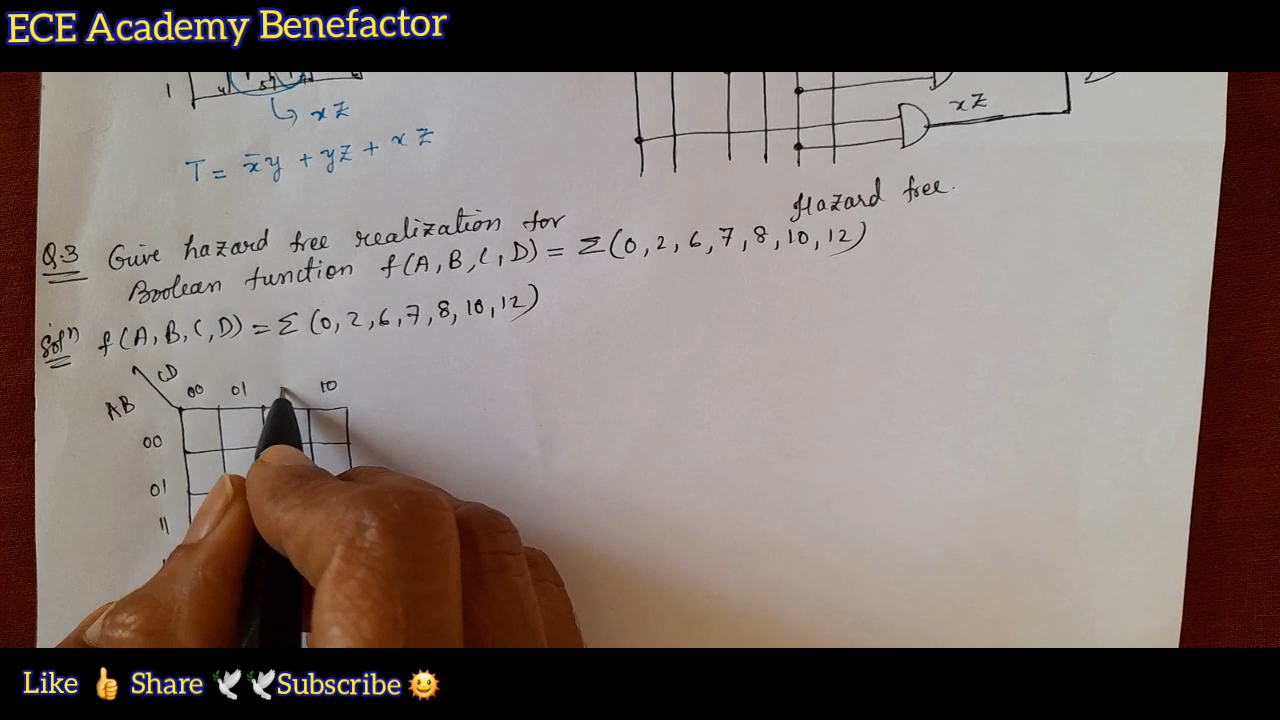 ECE Academy Benefactor
1
xz
xz
T = x̄y + yz + xz
Hazard free.
Q.3 Give hazard free realization for
Boolean function f(A, B, C, D) = Σ(0, 2, 6, 7, 8, 10, 12)
Solⁿ f(A, B, C, D) = Σ (0, 2, 6, 7, 8, 10, 12)
CD
AB
00 01 10
00
01
11
Like 👍 Share 🕊️🕊️Subscribe 🌞